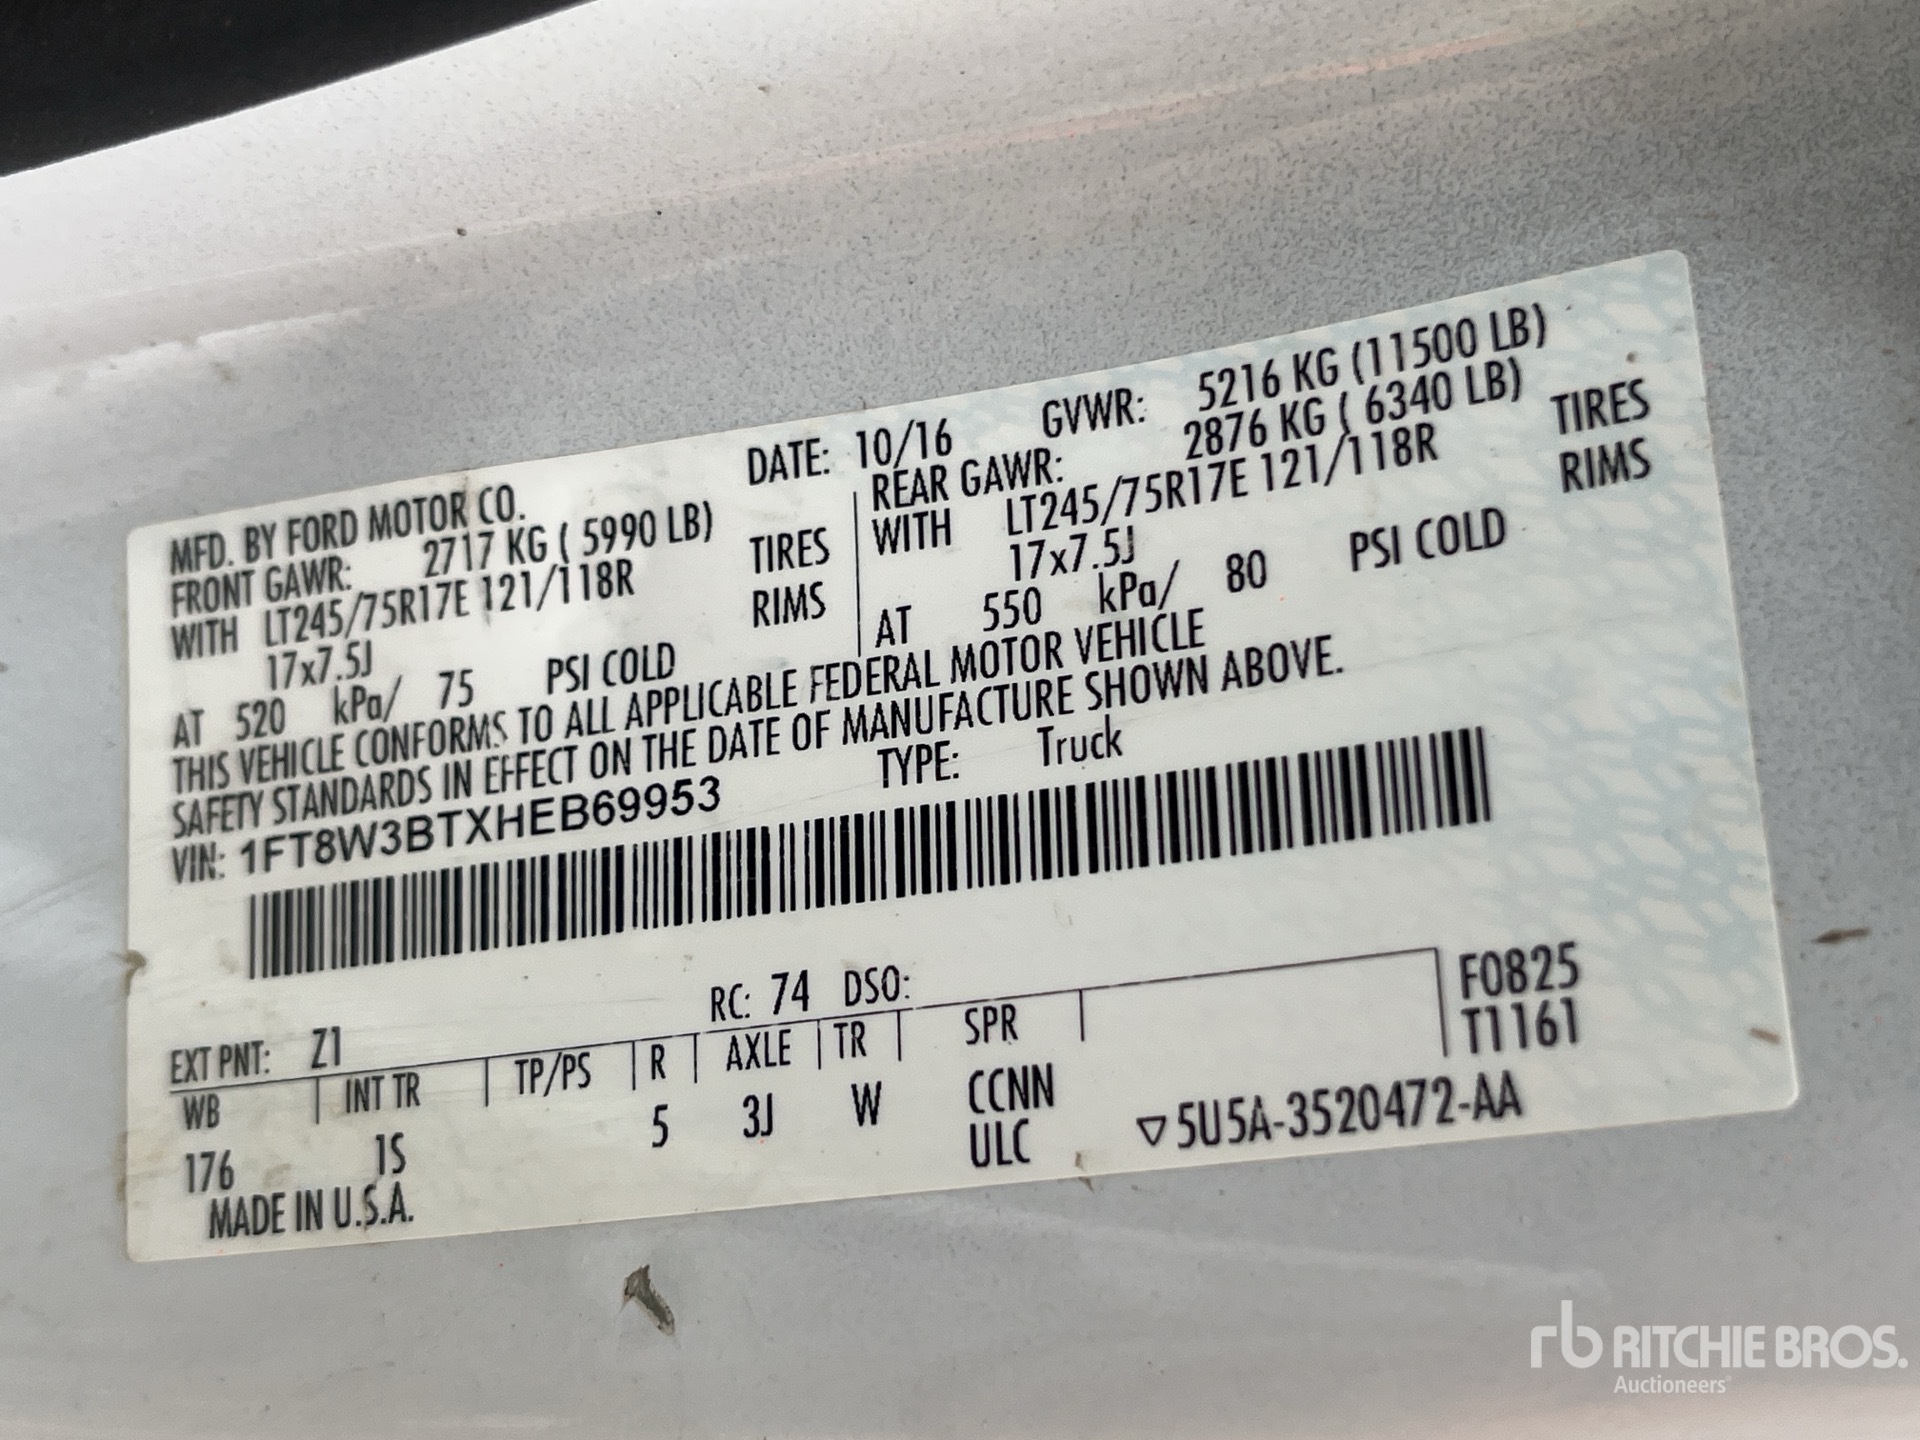 MFD. BY FORD MOTOR CO. DATE: 10/16 GVWR: 5216 KG (11500 LB)
FRONT GAWR: 2717 KG ( 5990 LB) REAR GAWR: 2876 KG ( 6340 LB)
WITH LT245/75R17E 121/118R TIRES WITH LT245/75R17E 121/118R TIRES
17x7.5J RIMS 17x7.5J RIMS
AT 520 kPa/ 75 PSI COLD AT 550 kPa/ 80 PSI COLD
THIS VEHICLE CONFORMS TO ALL APPLICABLE FEDERAL MOTOR VEHICLE
SAFETY STANDARDS IN EFFECT ON THE DATE OF MANUFACTURE SHOWN ABOVE.
VIN: 1FT8W3BTXHEB69953 TYPE: Truck
EXT PNT: Z1 RC: 74 DSO: F0825
WB INT TR TP/PS R AXLE TR SPR T1161
176 1S 5 3J W CCNN
ULC ▽5U5A-3520472-AA
MADE IN U.S.A.
rb RITCHIE BROS.
Auctioneers